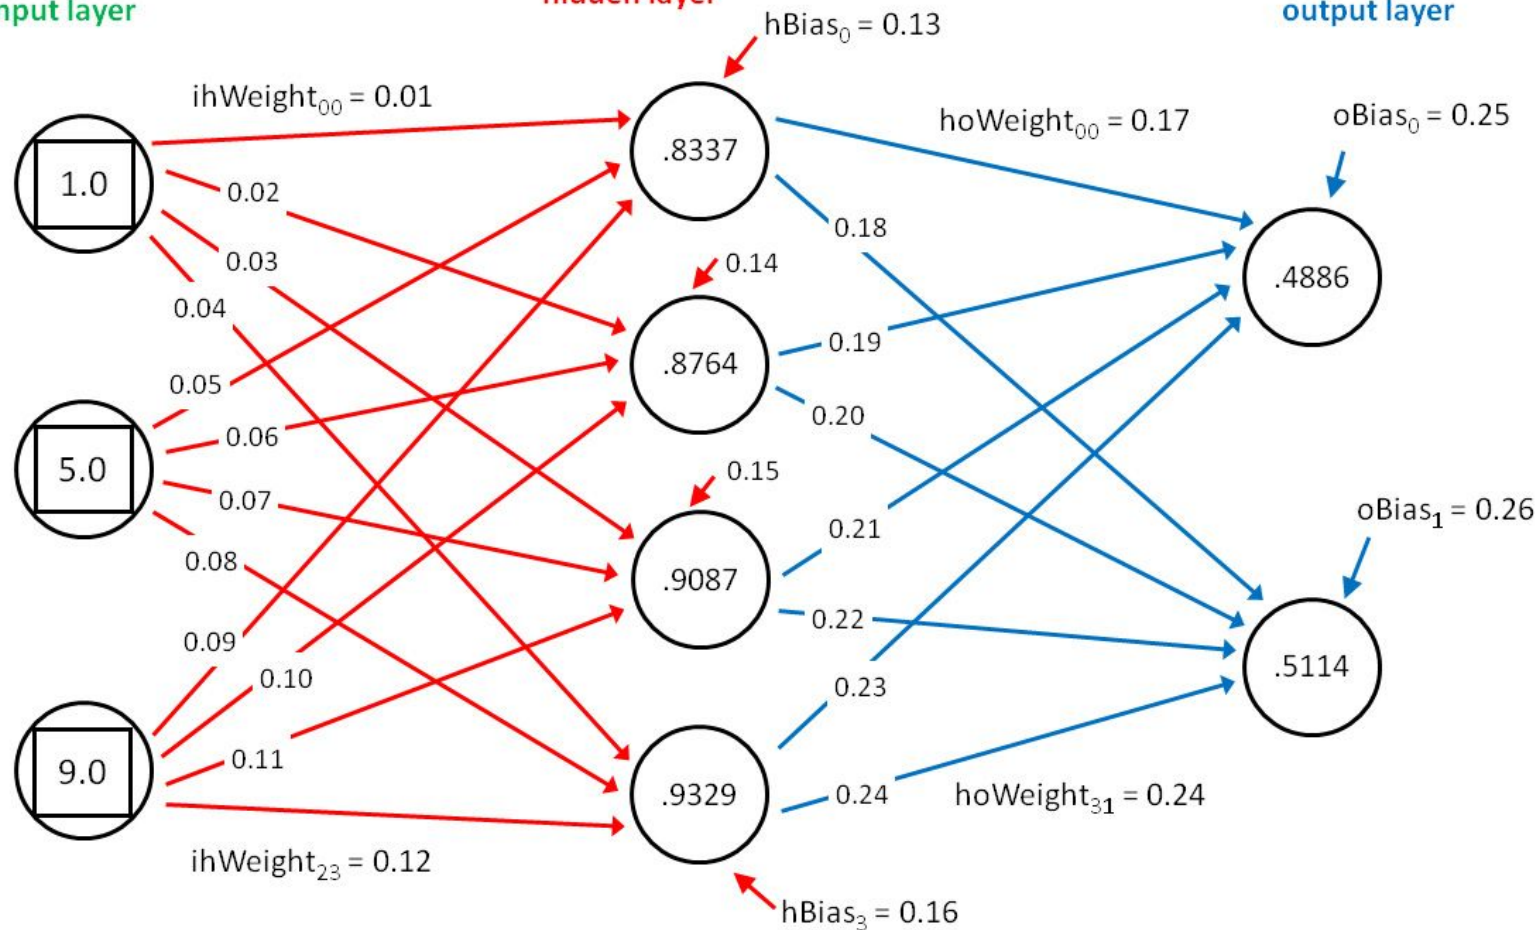 nput layer
hidden layer
output layer
hBias0 = 0.13
ihWeight00 = 0.01
hoWeight00 = 0.17
oBias0 = 0.25
1.0
.8337
0.02
0.18
0.03
0.14
.4886
0.04
0.19
.8764
0.05
0.20
0.06
5.0
0.15
0.07
oBias1 = 0.26
0.21
0.08
.9087
0.22
0.09
.5114
0.10
0.23
0.11
9.0
.9329
0.24
hoWeight31 = 0.24
ihWeight23 = 0.12
hBias3 = 0.16